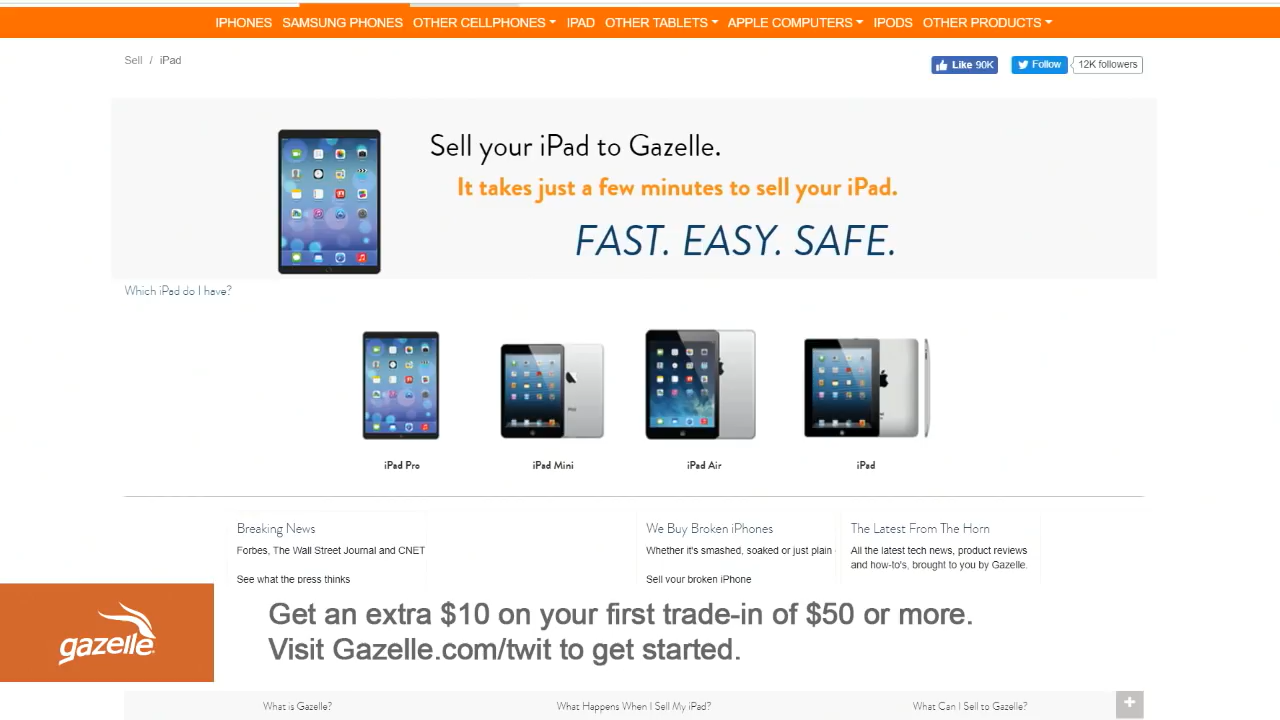 IPHONES SAMSUNG PHONES OTHER CELLPHONES IPAD OTHER TABLETS APPLE COMPUTERS IPODS OTHER PRODUCTS
Sell / iPad
Like 90K
Follow
12K followers
Sell your iPad to Gazelle.
It takes just a few minutes to sell your iPad.
FAST. EASY. SAFE.
Which iPad do I have?
iPad Pro
iPad Mini
iPad Air
iPad
Breaking News
Forbes, The Wall Street Journal and CNET
See what the press thinks
We Buy Broken iPhones
Whether it's smashed, soaked or just plain
Sell your broken iPhone
The Latest From The Horn
All the latest tech news, product reviews
and how-to's, brought to you by Gazelle.
gazelle
Get an extra $10 on your first trade-in of $50 or more.
Visit Gazelle.com/twit to get started.
What is Gazelle?
What Happens When I Sell My iPad?
What Can I Sell to Gazelle?
+